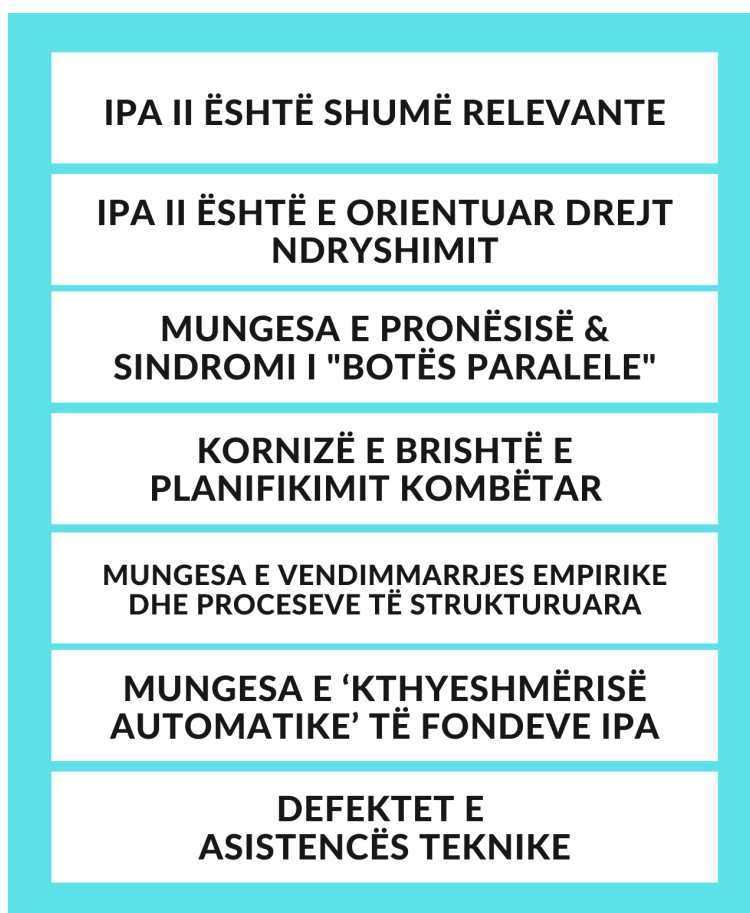 IPA II ËSHTË SHUMË RELEVANTE
IPA II ËSHTË E ORIENTUAR DREJT
NDRYSHIMIT
MUNGESA E PRONËSISË &
SINDROMI I "BOTËS PARALELE"
KORNIZË E BRISHTË E
PLANIFIKIMIT KOMBËTAR
MUNGESA E VENDIMMARRJES EMPIRIKE
DHE PROCESEVE TË STRUKTURUARA
MUNGESA E ‘KTHYESHMËRISË
AUTOMATIKE’ TË FONDEVE IPA
DEFEKTET E
ASISTENCËS TEKNIKE